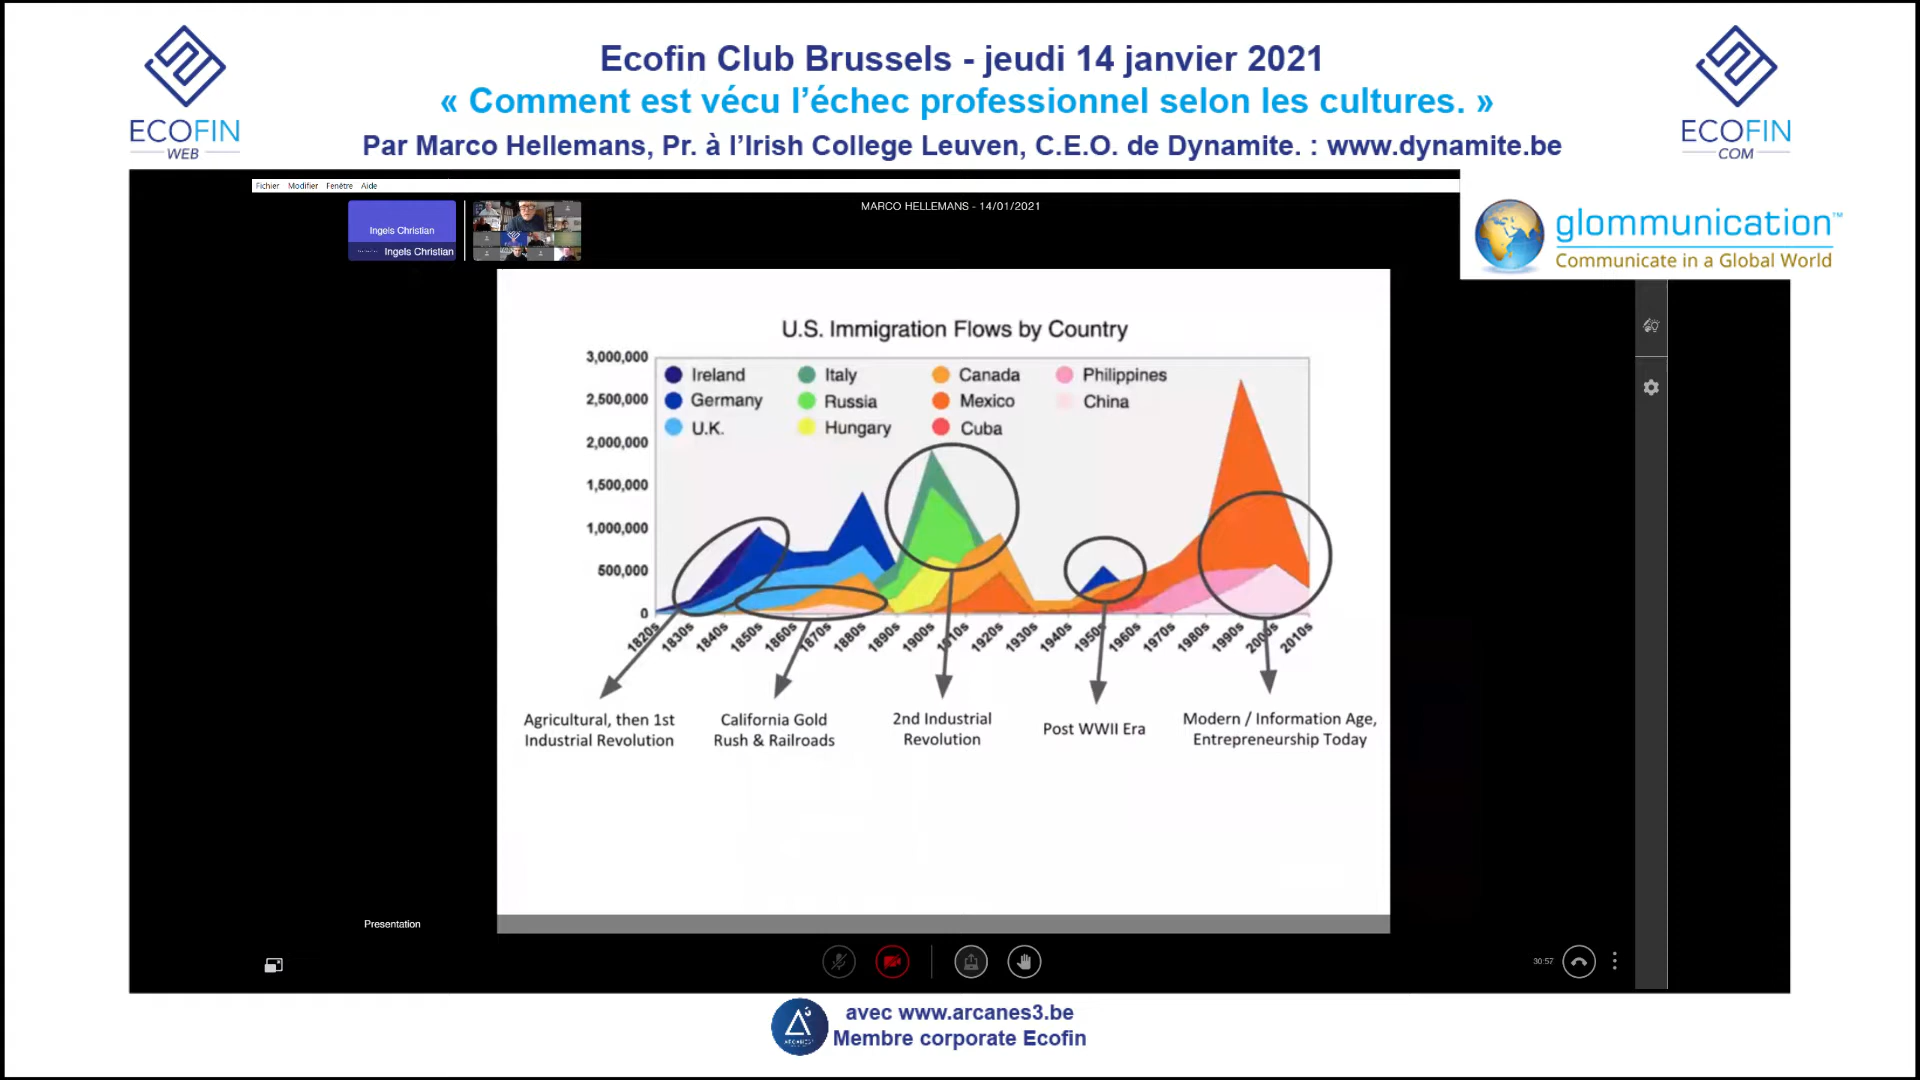 Ecofin Club Brussels - jeudi 14 janvier 2021
« Comment est vécu l'échec professionnel selon les cultures. »
Par Marco Hellemans, Pr. à l'Irish College Leuven, C.E.O. de Dynamite. : www.dynamite.be
ECOFIN
WEB
ECOFIN
COM
Fichier Modifier Fenêtre Aide
MARCO HELLEMANS - 14/01/2021
Ingels Christian
Ingels Christian
glommunication™
Communicate in a Global World
U.S. Immigration Flows by Country
3,000,000
2,500,000
2,000,000
1,500,000
1,000,000
500,000
0
Ireland
Germany
U.K.
Italy
Russia
Hungary
Canada
Mexico
Cuba
Philippines
China
1820s 1830s 1840s 1850s 1860s 1870s 1880s 1890s 1900s 1910s 1920s 1930s 1940s 1950s 1960s 1970s 1980s 1990s 2000s 2010s
Agricultural, then 1st
Industrial Revolution
California Gold
Rush & Railroads
2nd Industrial
Revolution
Post WWII Era
Modern / Information Age,
Entrepreneurship Today
Presentation
30:57
ARCANES3
avec www.arcanes3.be
Membre corporate Ecofin